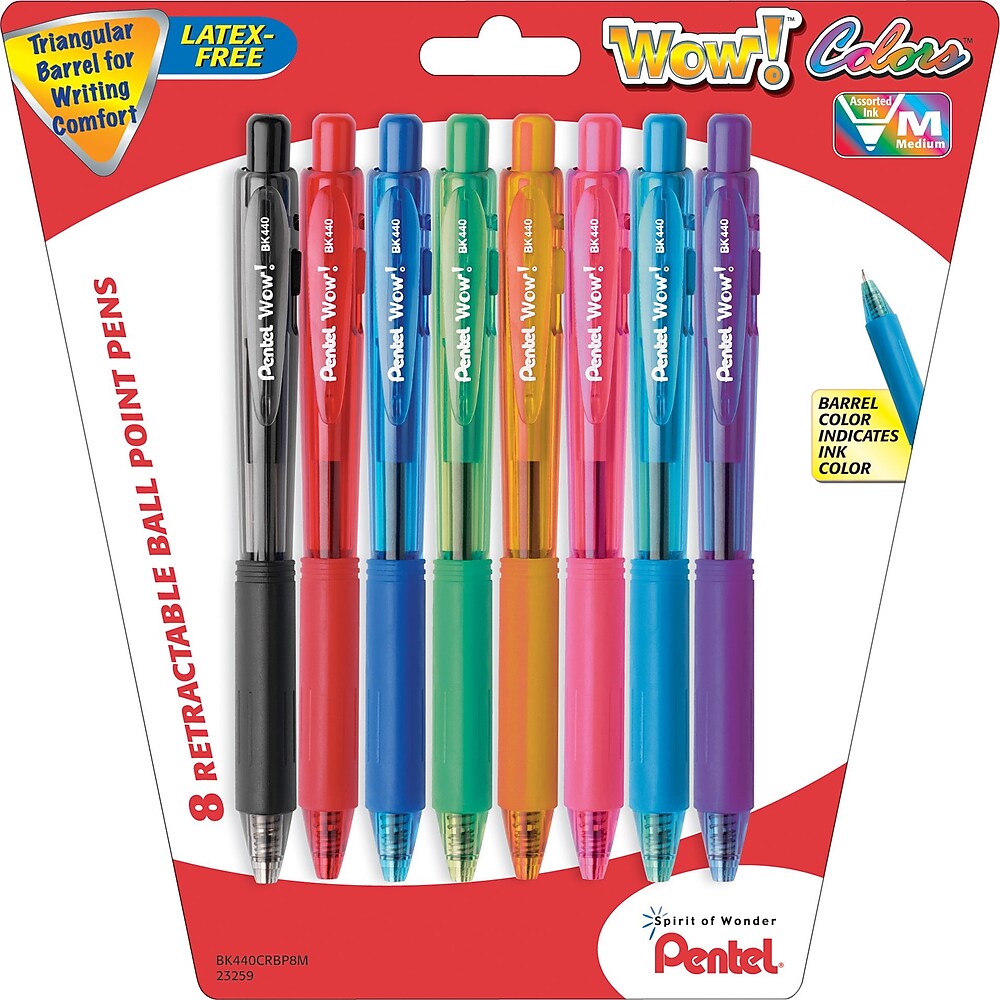 Triangular
Barrel for
Writing
Comfort
LATEX-
FREE
Wow!™ Colors™
Assorted
Ink
M
Medium
8 RETRACTABLE BALL POINT PENS
Pentel Wow! BK440
Pentel Wow! BK440
Pentel Wow! BK440
Pentel Wow! BK440
Pentel Wow! BK440
Pentel Wow! BK440
Pentel Wow! BK440
Pentel Wow! BK440
BARREL
COLOR
INDICATES
INK
COLOR
Spirit of Wonder
Pentel®
BK440CRBP8M
23259